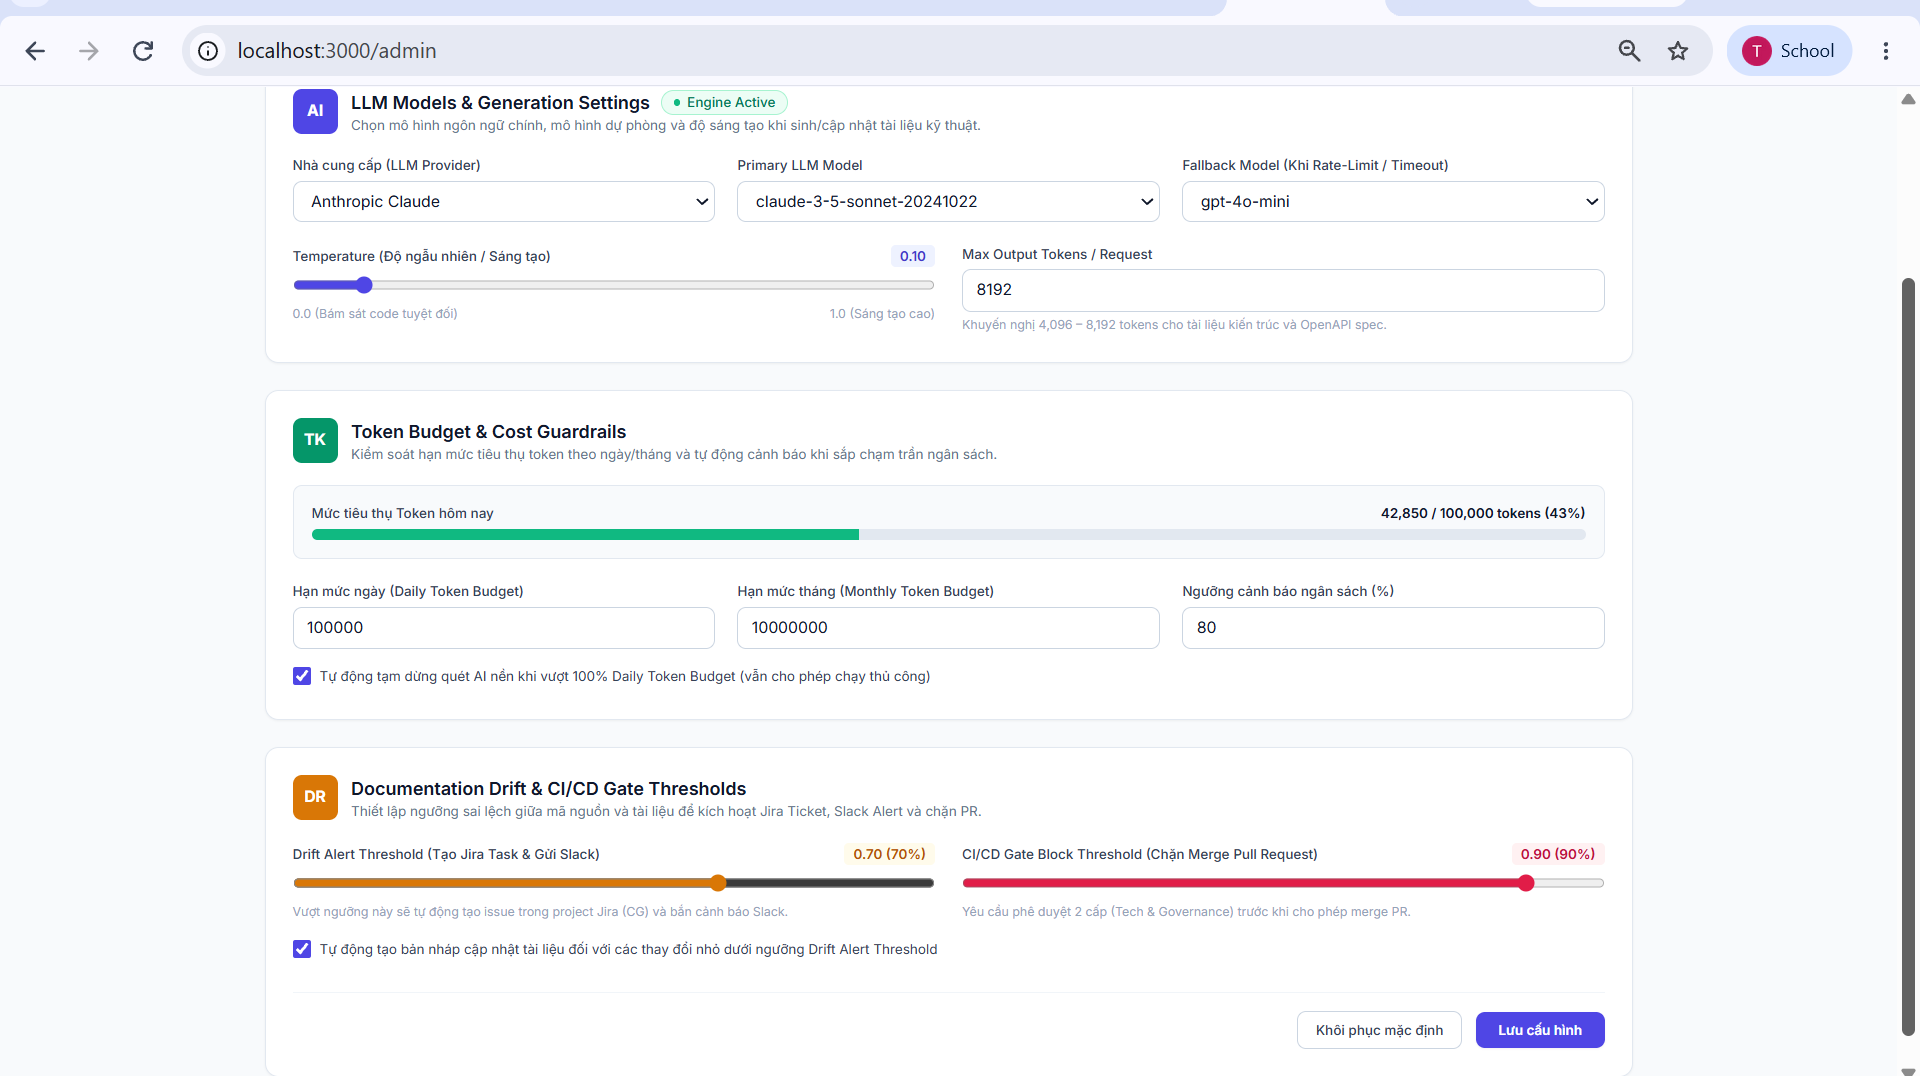 localhost:3000/admin
T School
AI LLM Models & Generation Settings Engine Active
Chọn mô hình ngôn ngữ chính, mô hình dự phòng và độ sáng tạo khi sinh/cập nhật tài liệu kỹ thuật.
Nhà cung cấp (LLM Provider) Primary LLM Model Fallback Model (Khi Rate-Limit / Timeout)
Anthropic Claude claude-3-5-sonnet-20241022 gpt-4o-mini
Temperature (Độ ngẫu nhiên / Sáng tạo) 0.10 Max Output Tokens / Request
8192
0.0 (Bám sát code tuyệt đối) 1.0 (Sáng tạo cao) Khuyến nghị 4,096 – 8,192 tokens cho tài liệu kiến trúc và OpenAPI spec.
TK Token Budget & Cost Guardrails
Kiểm soát hạn mức tiêu thụ token theo ngày/tháng và tự động cảnh báo khi sắp chạm trần ngân sách.
Mức tiêu thụ Token hôm nay 42,850 / 100,000 tokens (43%)
Hạn mức ngày (Daily Token Budget) Hạn mức tháng (Monthly Token Budget) Ngưỡng cảnh báo ngân sách (%)
100000 10000000 80
Tự động tạm dừng quét AI nền khi vượt 100% Daily Token Budget (vẫn cho phép chạy thủ công)
DR Documentation Drift & CI/CD Gate Thresholds
Thiết lập ngưỡng sai lệch giữa mã nguồn và tài liệu để kích hoạt Jira Ticket, Slack Alert và chặn PR.
Drift Alert Threshold (Tạo Jira Task & Gửi Slack) 0.70 (70%) CI/CD Gate Block Threshold (Chặn Merge Pull Request) 0.90 (90%)
Vượt ngưỡng này sẽ tự động tạo issue trong project Jira (CG) và bắn cảnh báo Slack. Yêu cầu phê duyệt 2 cấp (Tech & Governance) trước khi cho phép merge PR.
Tự động tạo bản nháp cập nhật tài liệu đối với các thay đổi nhỏ dưới ngưỡng Drift Alert Threshold
Khôi phục mặc định Lưu cấu hình